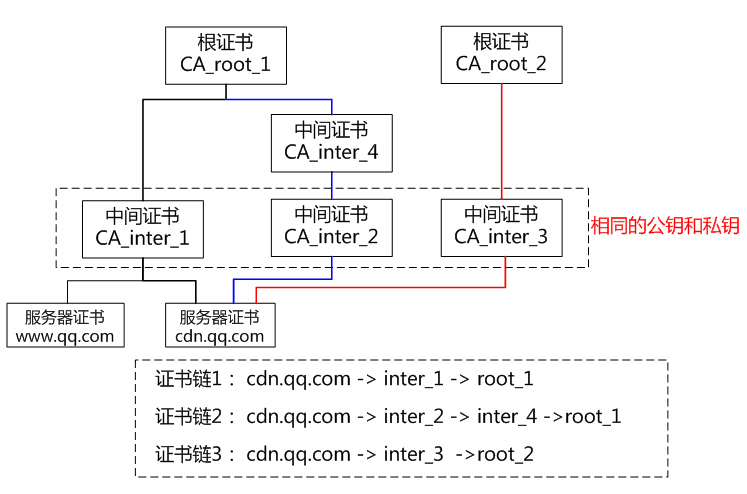 根证书
CA_root_1
根证书
CA_root_2
中间证书
CA_inter_4
中间证书
CA_inter_1
中间证书
CA_inter_2
中间证书
CA_inter_3
相同的公钥和私钥
服务器证书
www.qq.com
服务器证书
cdn.qq.com
证书链1： cdn.qq.com -> inter_1 -> root_1
证书链2： cdn.qq.com -> inter_2 -> inter_4 ->root_1
证书链3： cdn.qq.com -> inter_3 ->root_2